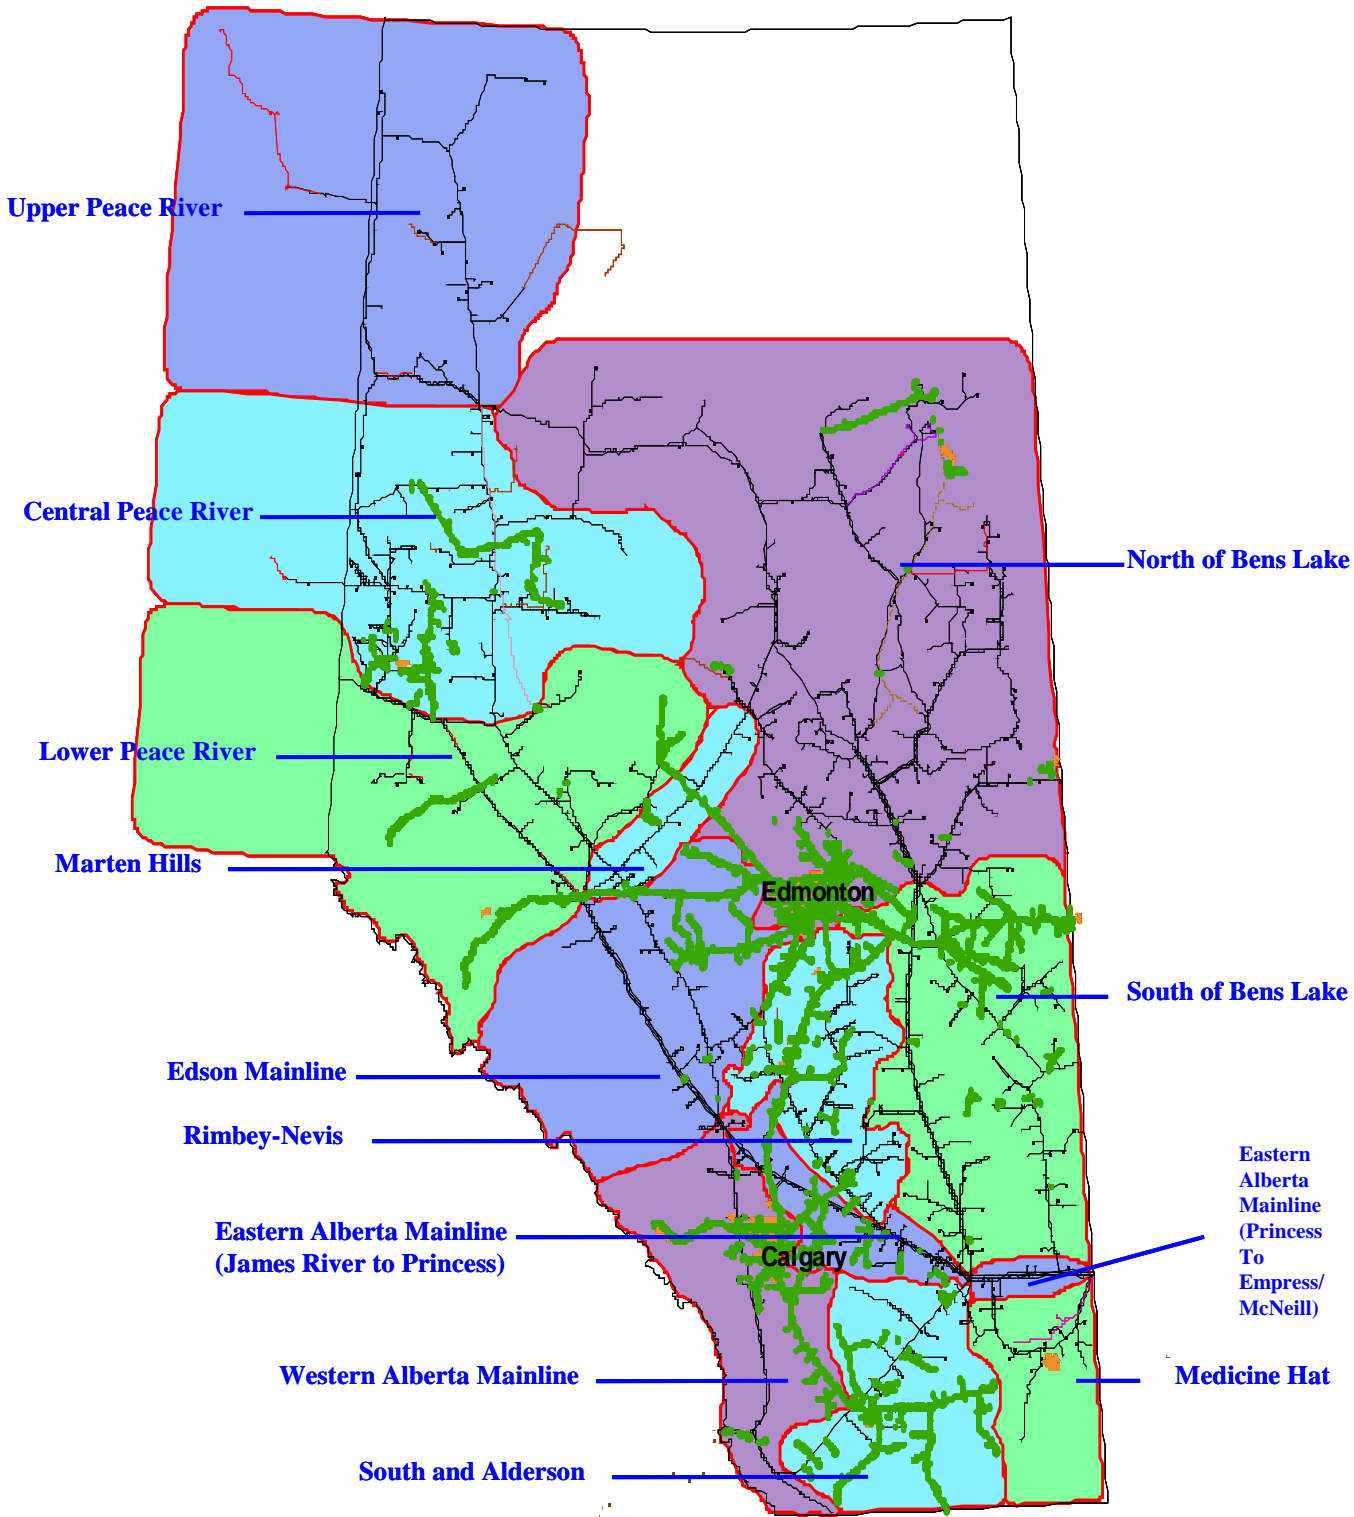 Upper Peace River
Central Peace River
North of Bens Lake
Lower Peace River
Marten Hills
Edmonton
South of Bens Lake
Edson Mainline
Rimbey-Nevis
Eastern
Alberta
Mainline
(Princess
To
Empress/
McNeill)
Eastern Alberta Mainline
(James River to Princess)
Calgary
Western Alberta Mainline
Medicine Hat
South and Alderson